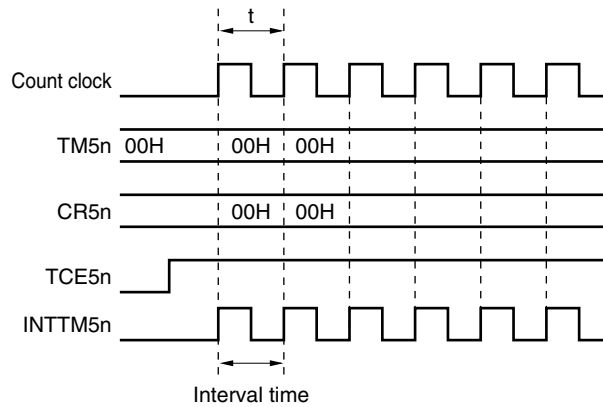 t
Count clock
TM5n 00H 00H 00H
CR5n 00H 00H
TCE5n
INTTM5n
Interval time